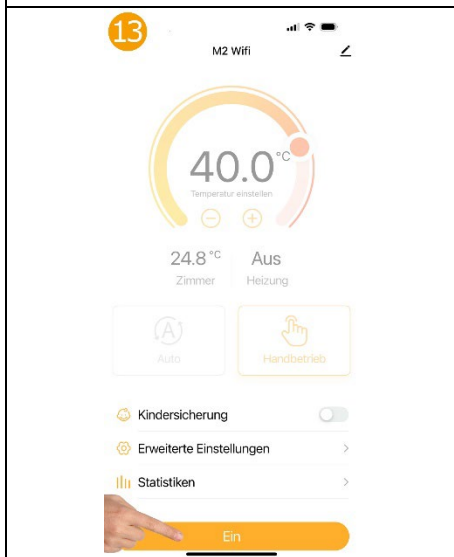 13
M2 Wifi
40.0 °C
Temperatur einstellen
24.8 °C Aus
Zimmer Heizung
A
Auto Handbetrieb
Kindersicherung
Erweiterte Einstellungen
Statistiken
Ein